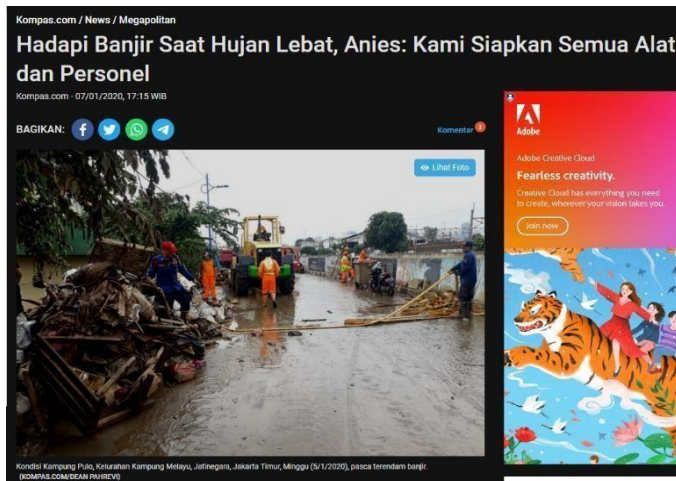 Kompas.com / News / Megapolitan
Hadapi Banjir Saat Hujan Lebat, Anies: Kami Siapkan Semua Alat
dan Personel
Kompas.com - 07/01/2020, 17:15 WIB
BAGIKAN:
Komentar 3
Lihat Foto
Kondisi Kampung Pulo, Kelurahan Kampung Melayu, Jatinegara, Jakarta Timur, Minggu (5/1/2020), pasca terendam banjir.
(KOMPAS.COM/DEAN PAHREVI)
Adobe
Adobe Creative Cloud
Fearless creativity.
Creative Cloud has everything you need
to create, wherever your vision takes you.
Join now